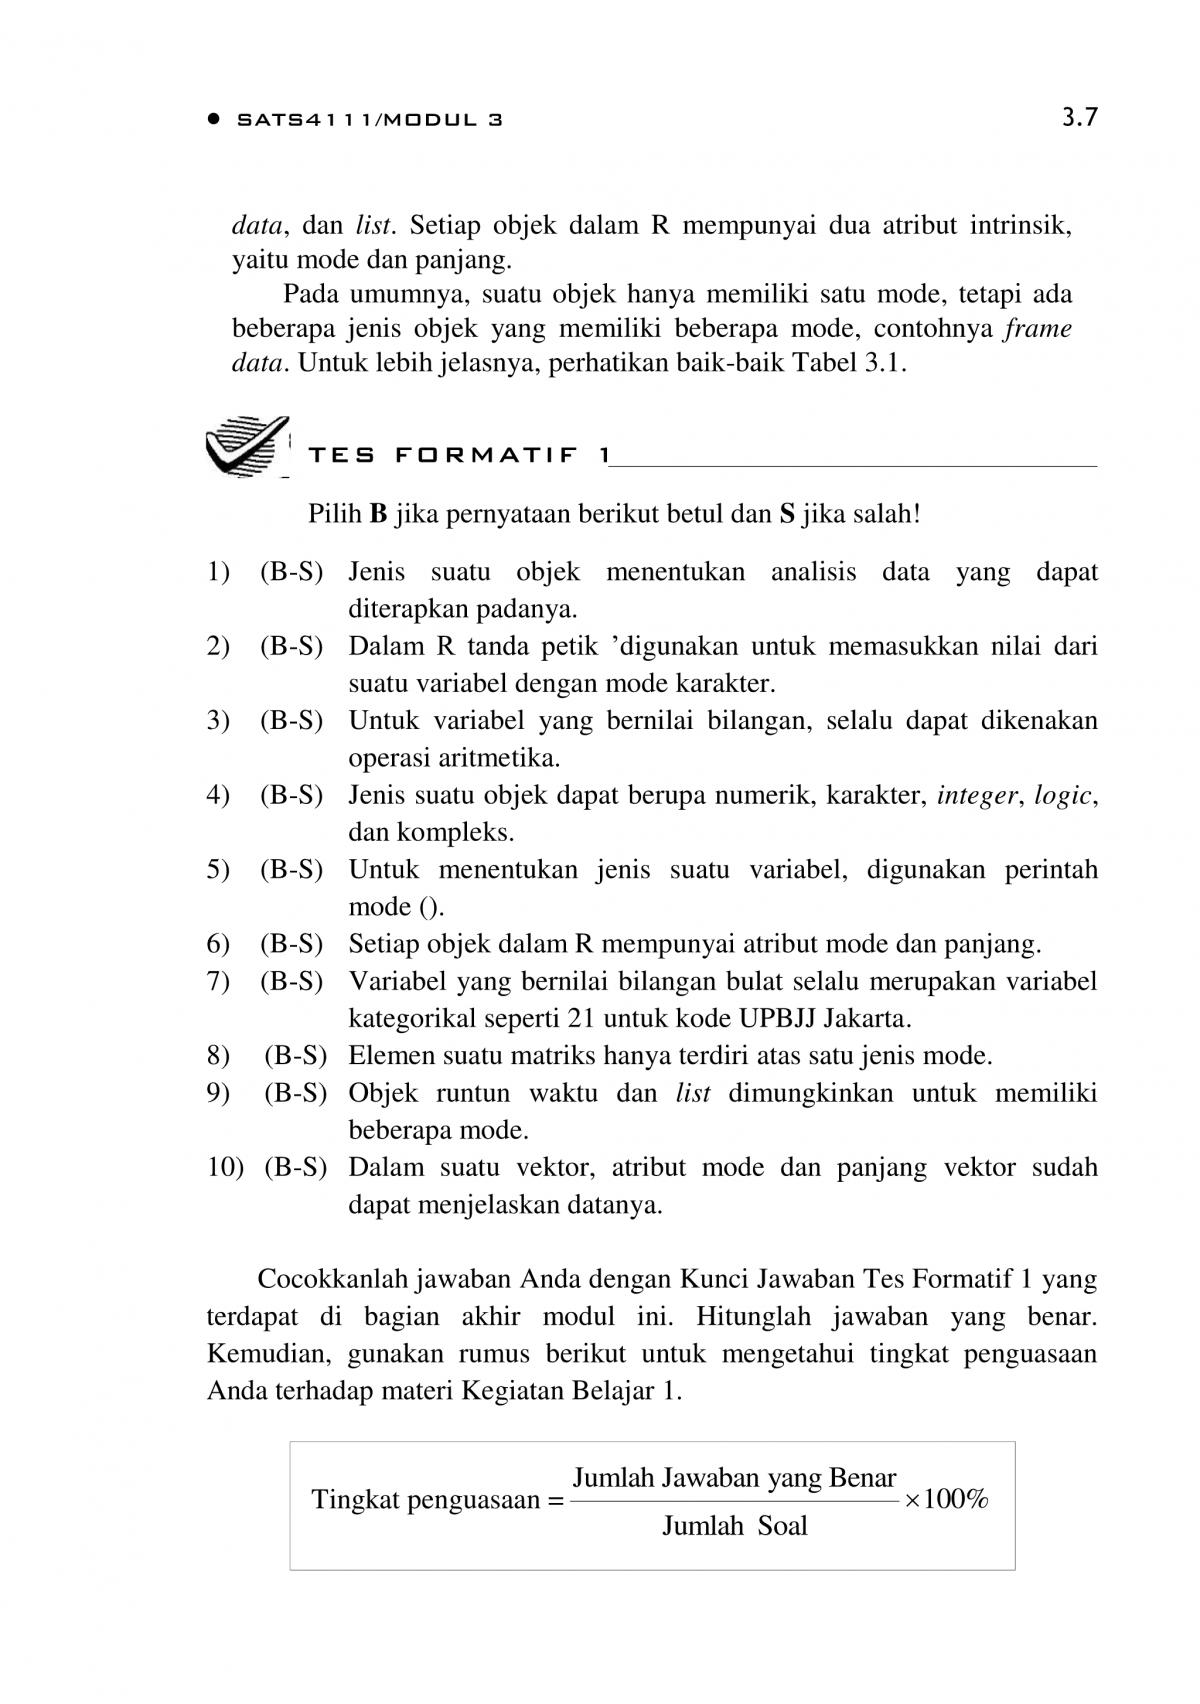 • SATS4111/MODUL 3 3.7
data, dan list. Setiap objek dalam R mempunyai dua atribut intrinsik,
yaitu mode dan panjang.
Pada umumnya, suatu objek hanya memiliki satu mode, tetapi ada
beberapa jenis objek yang memiliki beberapa mode, contohnya frame
data. Untuk lebih jelasnya, perhatikan baik-baik Tabel 3.1.
TES FORMATIF 1
Pilih B jika pernyataan berikut betul dan S jika salah!
1) (B-S) Jenis suatu objek menentukan analisis data yang dapat
diterapkan padanya.
2) (B-S) Dalam R tanda petik ’digunakan untuk memasukkan nilai dari
suatu variabel dengan mode karakter.
3) (B-S) Untuk variabel yang bernilai bilangan, selalu dapat dikenakan
operasi aritmetika.
4) (B-S) Jenis suatu objek dapat berupa numerik, karakter, integer, logic,
dan kompleks.
5) (B-S) Untuk menentukan jenis suatu variabel, digunakan perintah
mode ().
6) (B-S) Setiap objek dalam R mempunyai atribut mode dan panjang.
7) (B-S) Variabel yang bernilai bilangan bulat selalu merupakan variabel
kategorikal seperti 21 untuk kode UPBJJ Jakarta.
8) (B-S) Elemen suatu matriks hanya terdiri atas satu jenis mode.
9) (B-S) Objek runtun waktu dan list dimungkinkan untuk memiliki
beberapa mode.
10) (B-S) Dalam suatu vektor, atribut mode dan panjang vektor sudah
dapat menjelaskan datanya.
Cocokkanlah jawaban Anda dengan Kunci Jawaban Tes Formatif 1 yang
terdapat di bagian akhir modul ini. Hitunglah jawaban yang benar.
Kemudian, gunakan rumus berikut untuk mengetahui tingkat penguasaan
Anda terhadap materi Kegiatan Belajar 1.
Jumlah Jawaban yang Benar
Tingkat penguasaan = ×100%
Jumlah Soal